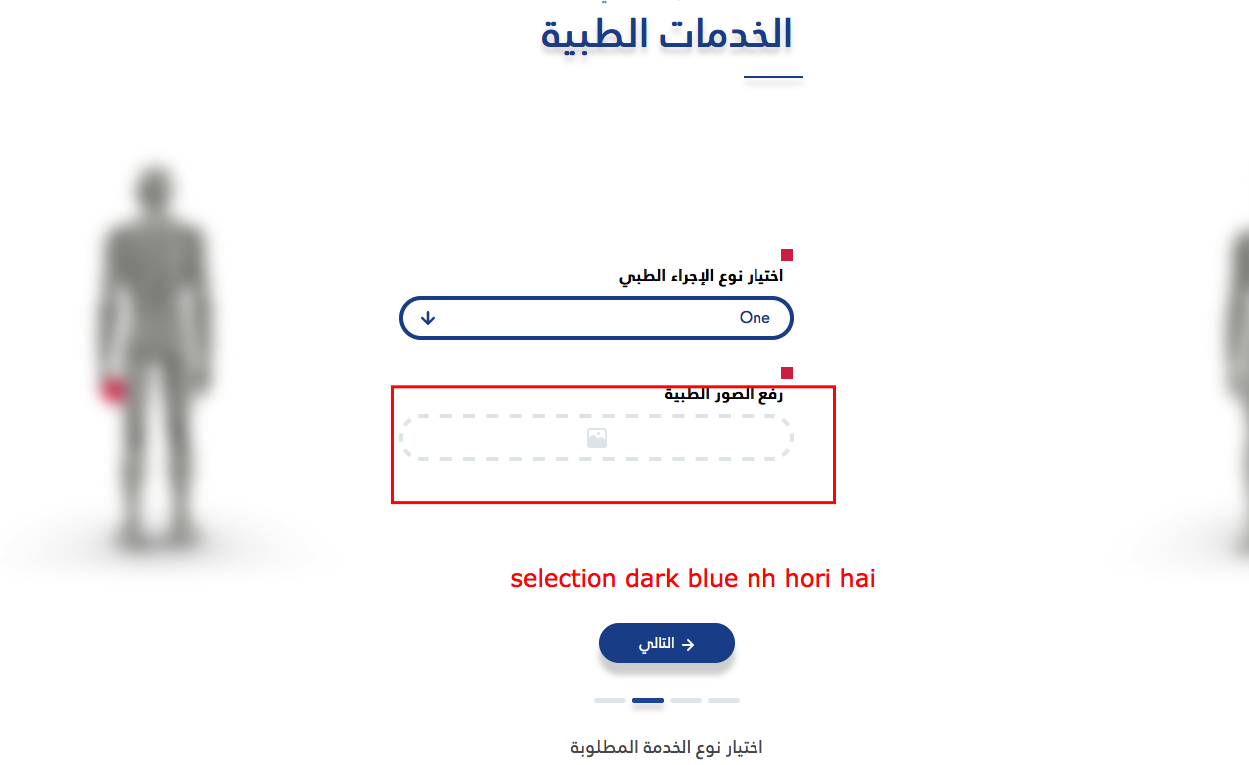 الخدمات الطبية
اختيار نوع الإجراء الطبي
One
رفع الصور الطبية
selection dark blue nh hori hai
التالي
اختيار نوع الخدمة المطلوبة